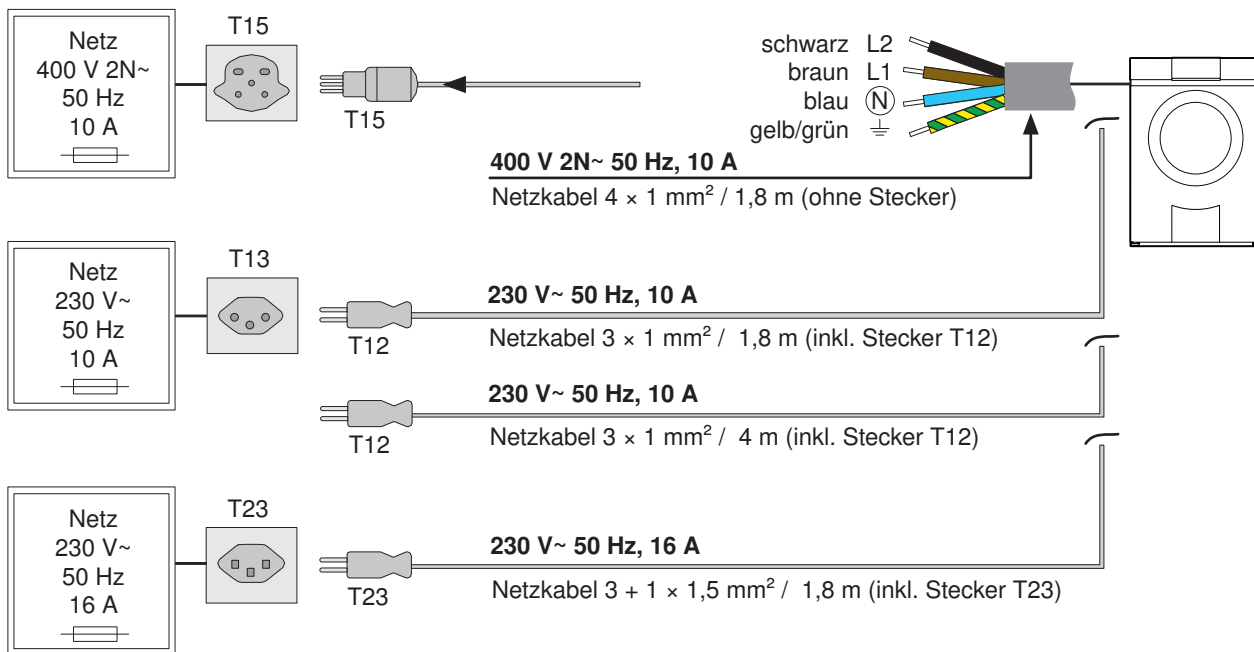 Netz
400 V 2N~
50 Hz
10 A
T15
T15
schwarz L2
braun L1
blau N
gelb/grün
400 V 2N~ 50 Hz, 10 A
Netzkabel 4 × 1 mm² / 1,8 m (ohne Stecker)
Netz
230 V~
50 Hz
10 A
T13
T12
230 V~ 50 Hz, 10 A
Netzkabel 3 × 1 mm² / 1,8 m (inkl. Stecker T12)
T12
230 V~ 50 Hz, 10 A
Netzkabel 3 × 1 mm² / 4 m (inkl. Stecker T12)
Netz
230 V~
50 Hz
16 A
T23
T23
230 V~ 50 Hz, 16 A
Netzkabel 3 + 1 × 1,5 mm² / 1,8 m (inkl. Stecker T23)